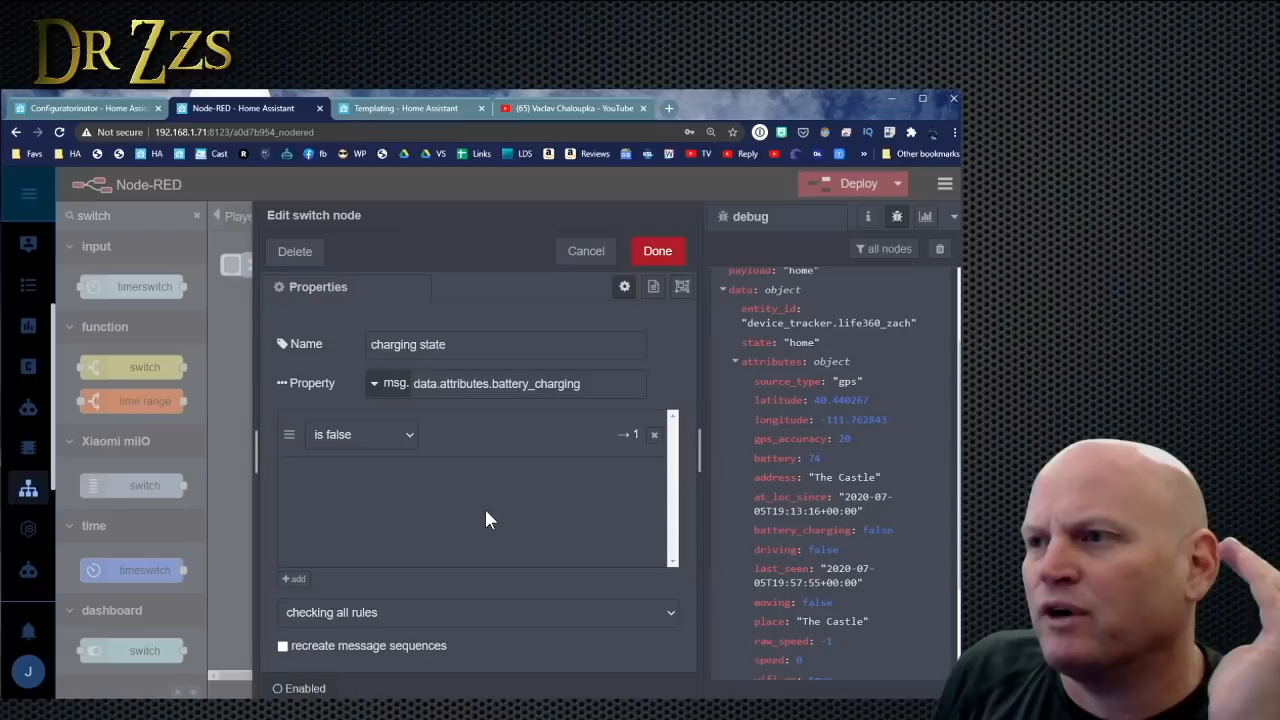 DR ZZS
Configuratorinator - Home Assis
Node-RED - Home Assistant
Templating - Home Assistant
(65) Vaclav Chaloupka - YouTube
Not secure
192.168.1.71:8123/a0d7b954_nodered
Favs
HA
HA
Cast
fb
WP
VS
Links
LDS
Reviews
TV
Reply
Other bookmarks
Node-RED
Deploy
switch
Playe
Edit switch node
debug
input
Delete
Cancel
Done
all nodes
timerswitch
Properties
payload: "home"
data: object
entity_id:
"device_tracker.life360_zach"
function
Name
charging state
state: "home"
switch
Property
msg.
data.attributes.battery_charging
attributes: object
source_type: "gps"
time range
latitude: 40.440267
longitude: -111.762843
Xiaomi miIO
is false
→ 1
gps_accuracy: 20
battery: 74
switch
address: "The Castle"
at_loc_since: "2020-07-
05T19:13:16+00:00"
time
battery_charging: false
driving: false
timeswitch
add
last_seen: "2020-07-
05T19:57:55+00:00"
dashboard
checking all rules
moving: false
place: "The Castle"
switch
recreate message sequences
raw_speed: -1
speed: 0
J
Enabled